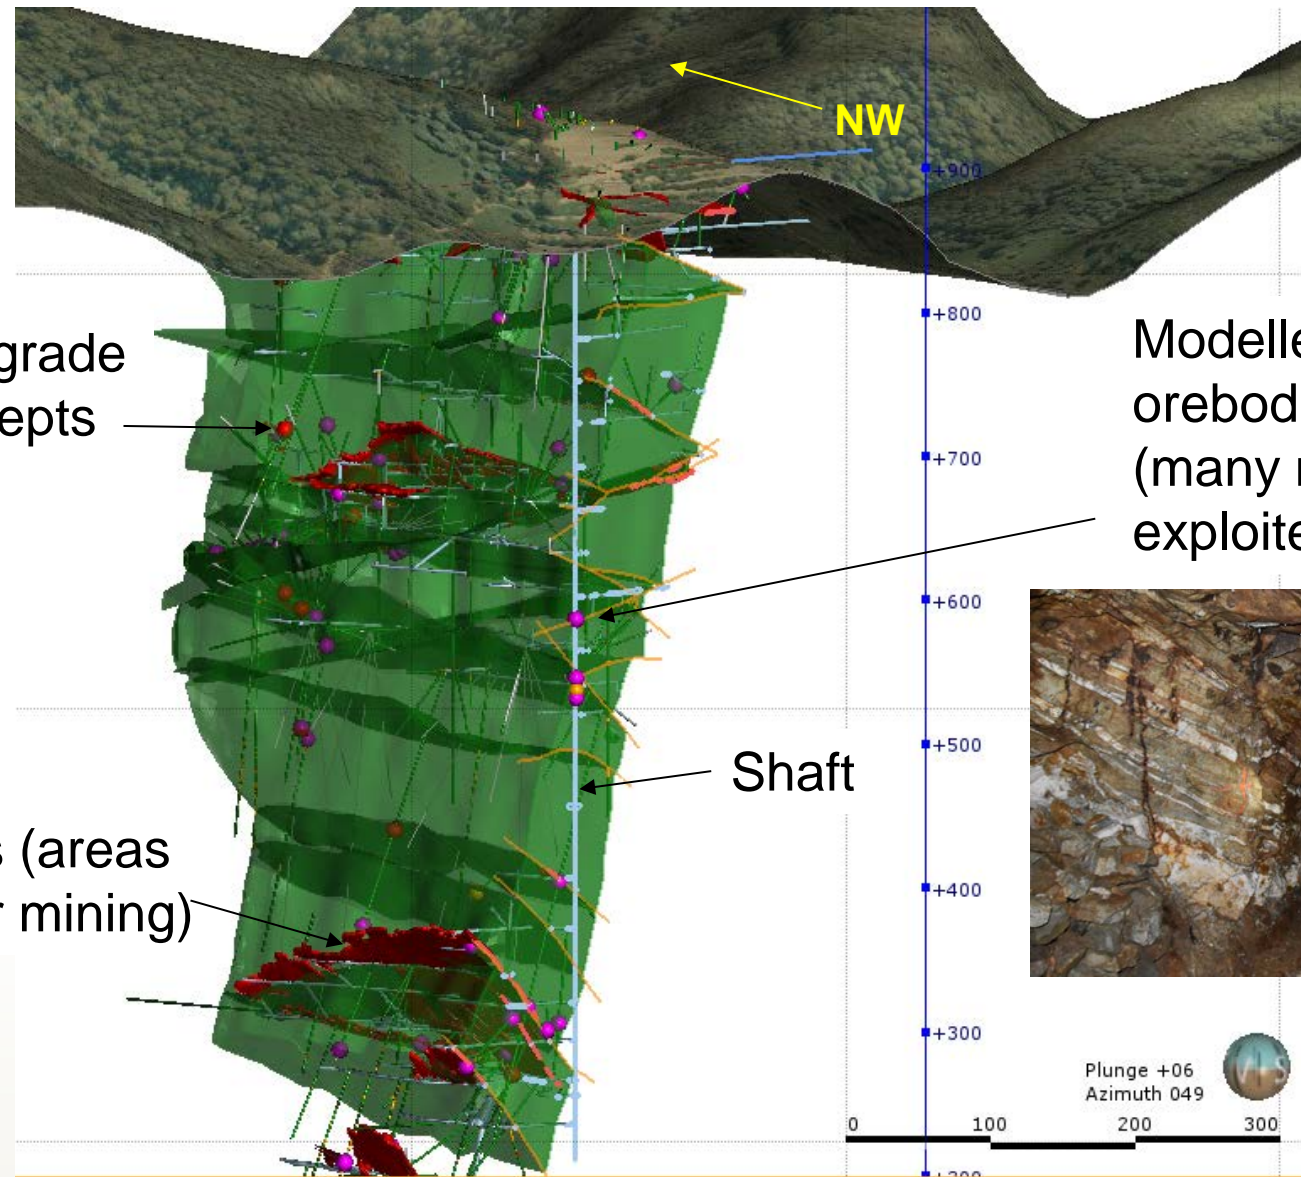 NW
+900
+800
grade
epts
Modelle
orebod
(many
exploite
+700
+600
+500
Shaft
+400
s (areas
r mining)
+300
Plunge +06
Azimuth 049
0 100 200 300